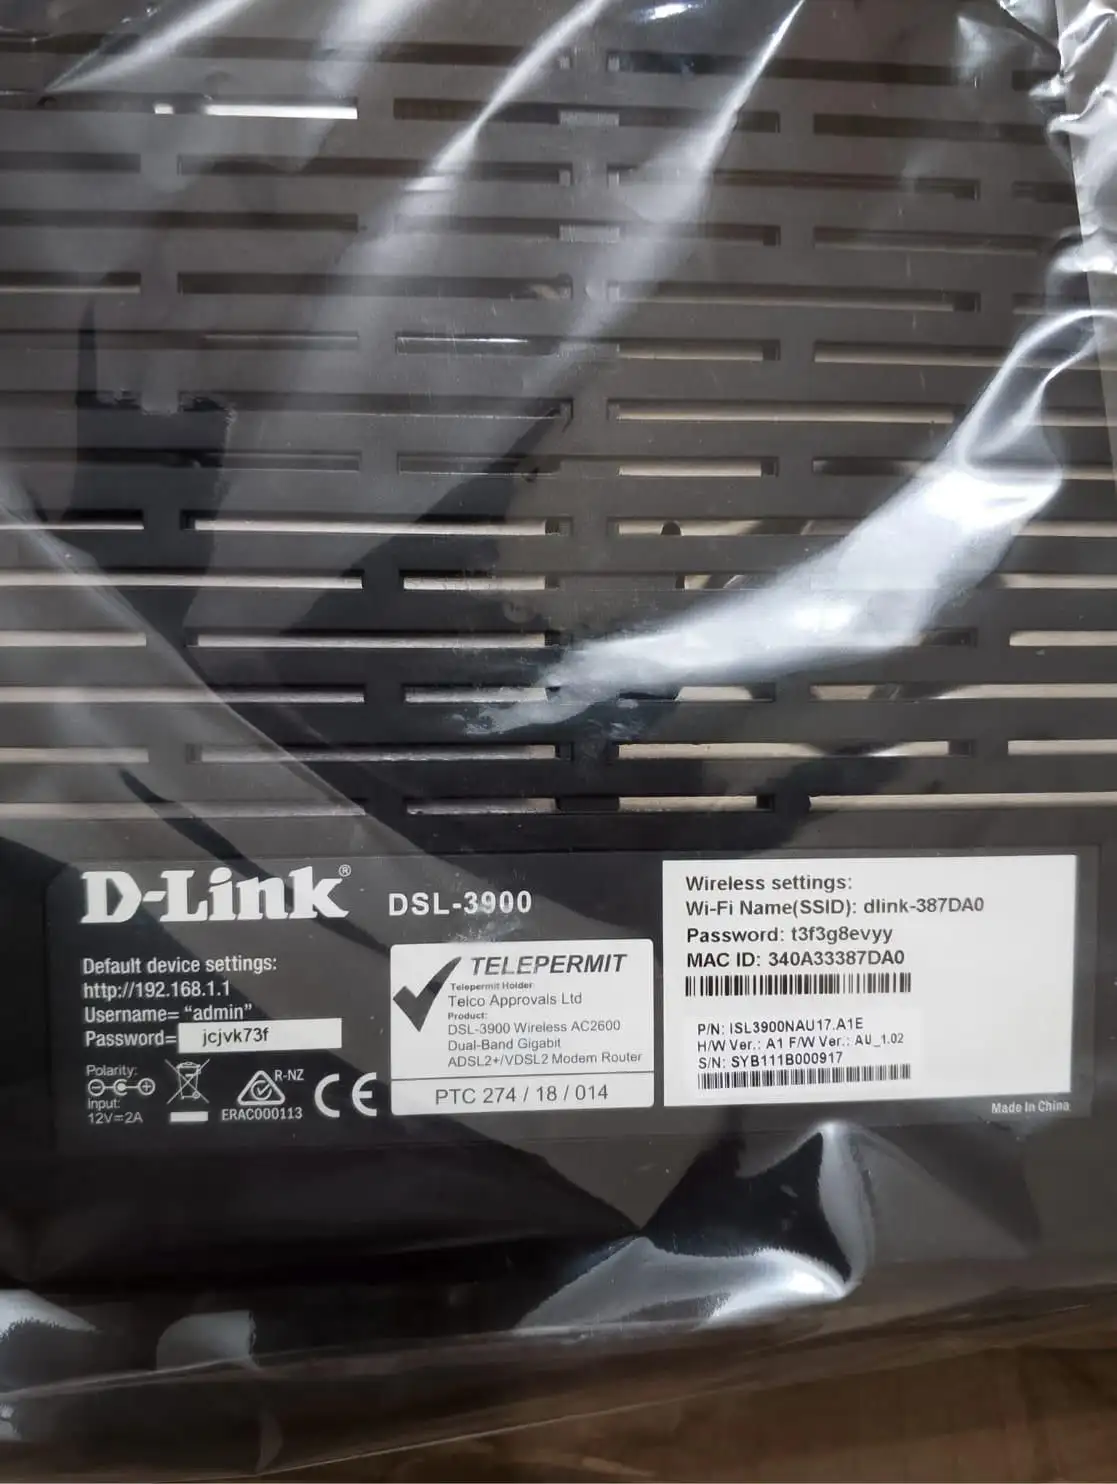 D-Link®
DSL-3900
Default device settings:
http://192.168.1.1
Username= “admin”
Password= jcjvk73f
Polarity:
Input:
12V⎓2A
R-NZ
ERAC000113
CE
TELEPERMIT
Telepermit Holder
Telco Approvals Ltd
Product:
DSL-3900 Wireless AC2600
Dual-Band Gigabit
ADSL2+/VDSL2 Modem Router
PTC 274 / 18 / 014
Wireless settings:
Wi-Fi Name(SSID): dlink-387DA0
Password: t3f3g8evyy
MAC ID: 340A33387DA0
P/N: ISL3900NAU17.A1E
H/W Ver.: A1 F/W Ver.: AU_1.02
S/N: SYB111B000917
Made In China